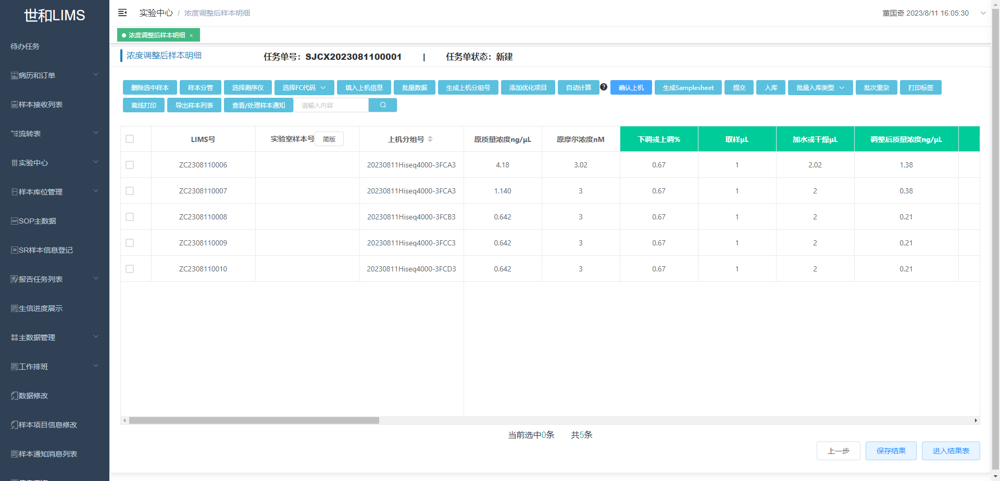 世和LIMS
待办任务
病历和订单
样本接收列表
流转表
实验中心
样本库位管理
SOP主数据
SR样本信息登记
报告任务列表
生信进度展示
主数据管理
工作排班
数据修改
样本项目信息修改
样本通知消息列表
实验中心 / 浓度调整后样本明细
董国奇 2023/8/11 16:05:30
浓度调整后样本明细 ×
浓度调整后样本明细 任务单号：SJCX2023081100001 | 任务单状态：新建
删除选中样本 样本分管 选择测序仪 选择FC代码 填入上机信息 批量数据 生成上机分组号 添加优化项目 自动计算 ? 确认上机 生成Samplesheet 提交 入库 批量入库类型 批次重杂 打印标签
离线打印 导出样本列表 查看/处理样本通知 请输入内容
LIMS号 实验室样本号 简版 上机分组号 原质量浓度ng/μL 原摩尔浓度nM 下调或上调% 取样μL 加水或干燥μL 调整后质量浓度ng/μL
ZC2308110006 20230811Hiseq4000-3FCA3 4.18 3.02 0.67 1 2.02 1.38
ZC2308110007 20230811Hiseq4000-3FCA3 1.140 3 0.67 1 2 0.38
ZC2308110008 20230811Hiseq4000-3FCB3 0.642 3 0.67 1 2 0.21
ZC2308110009 20230811Hiseq4000-3FCC3 0.642 3 0.67 1 2 0.21
ZC2308110010 20230811Hiseq4000-3FCD3 0.642 3 0.67 1 2 0.21
当前选中0条 共5条
上一步 保存结果 进入结果表